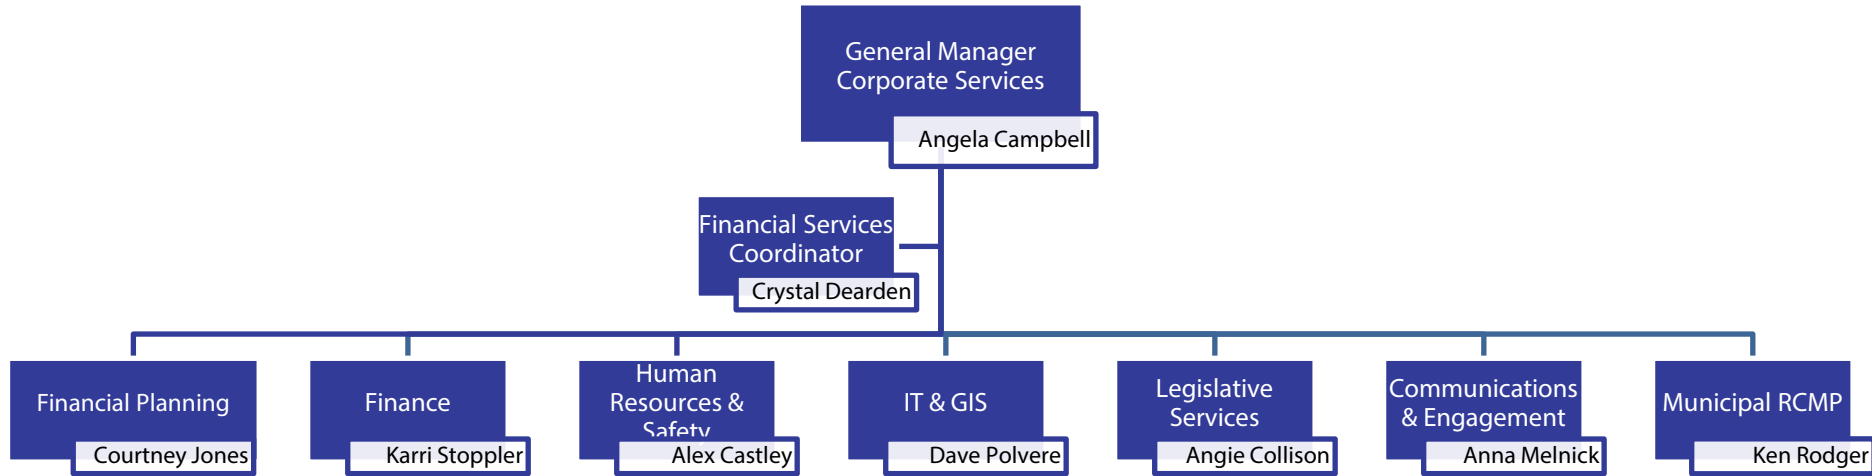 General Manager
Corporate Services
Angela Campbell
Financial Services
Coordinator
Crystal Dearden
Financial Planning
Courtney Jones
Finance
Karri Stoppler
Human
Resources &
Safety
Alex Castley
IT & GIS
Dave Polvere
Legislative
Services
Angie Collison
Communications
& Engagement
Anna Melnick
Municipal RCMP
Ken Rodger